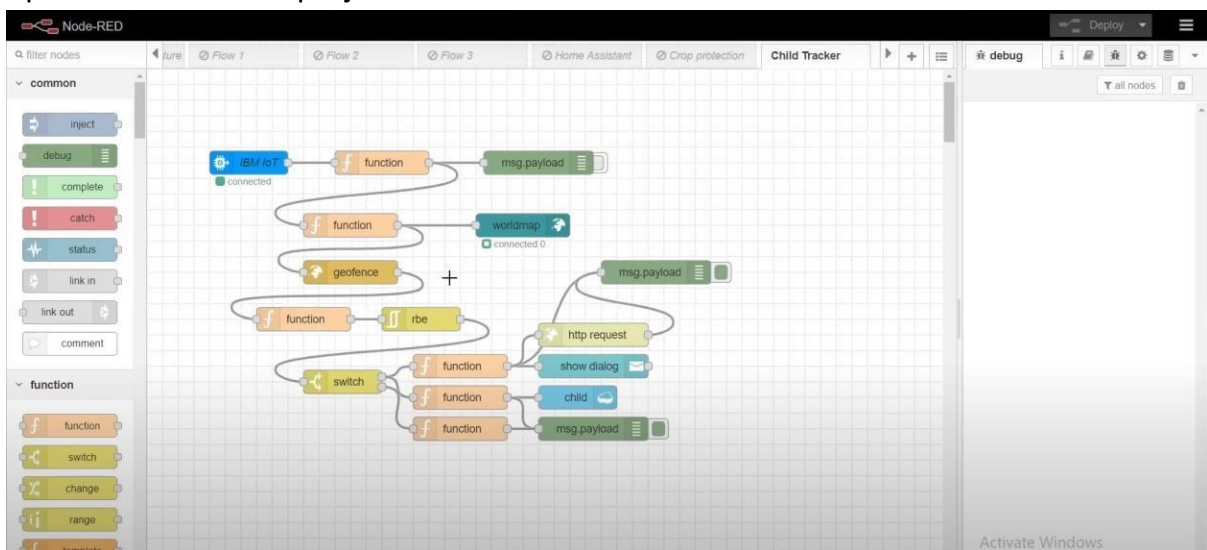 Node-RED
Deploy
filter nodes
ture
Flow 1
Flow 2
Flow 3
Home Assistant
Crop protection
Child Tracker
debug
i
all nodes
common
inject
debug
complete
catch
status
link in
link out
comment
function
function
switch
change
range
IBM IoT
connected
function
msg.payload
function
worldmap
connected 0
geofence
msg.payload
function
rbe
http request
function
show dialog
switch
function
child
function
msg.payload
Activate Windows